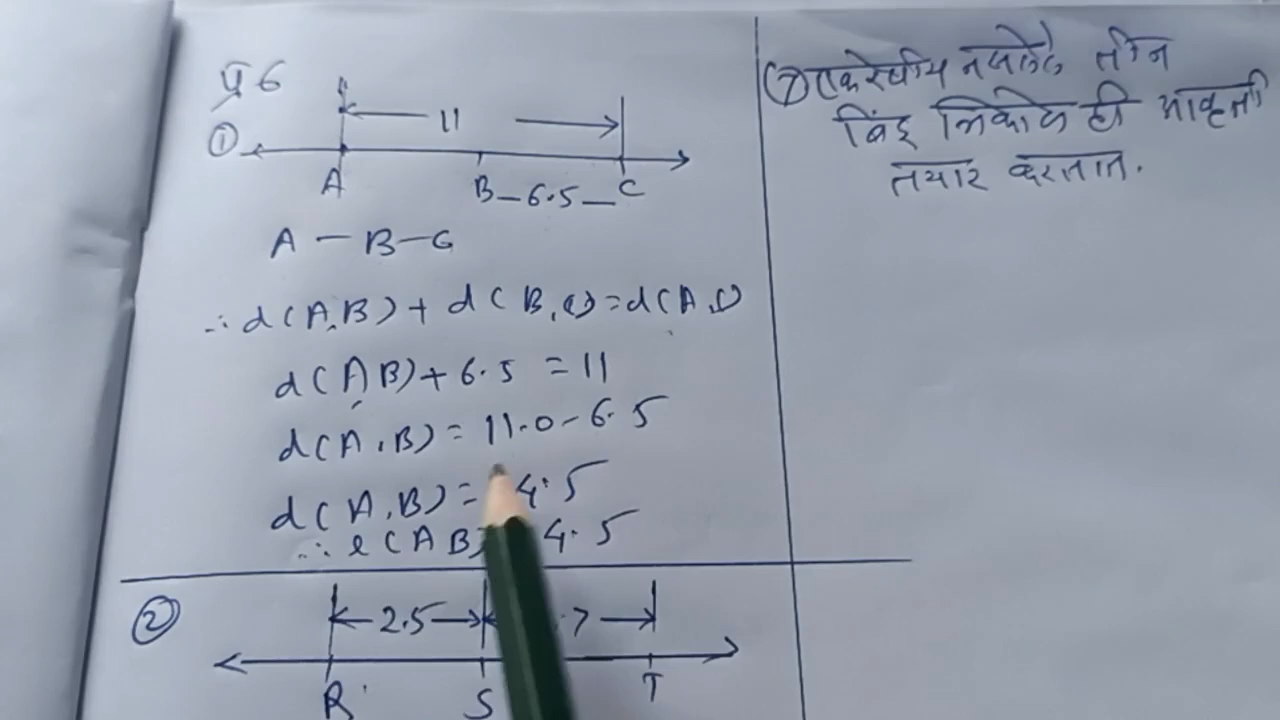 प्र 6
① 11
A B – 6.5 – C
A – B – C
∴ d(A,B) + d(B,C) = d(A,C)
d(A,B) + 6.5 = 11
d(A,B) = 11.0 – 6.5
d(A,B) = 4.5
∴ l(AB) 4.5
② 2.5 .7
R S T
⑦ एकरेषीय नसलेले तीन
बिंदू त्रिकोण ही आकृती
तयार करतात.